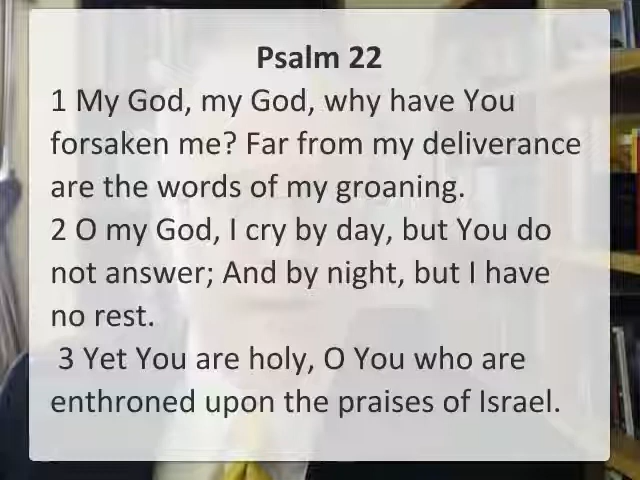 Psalm 22
1 My God, my God, why have You
forsaken me? Far from my deliverance
are the words of my groaning.
2 O my God, I cry by day, but You do
not answer; And by night, but I have
no rest.
3 Yet You are holy, O You who are
enthroned upon the praises of Israel.